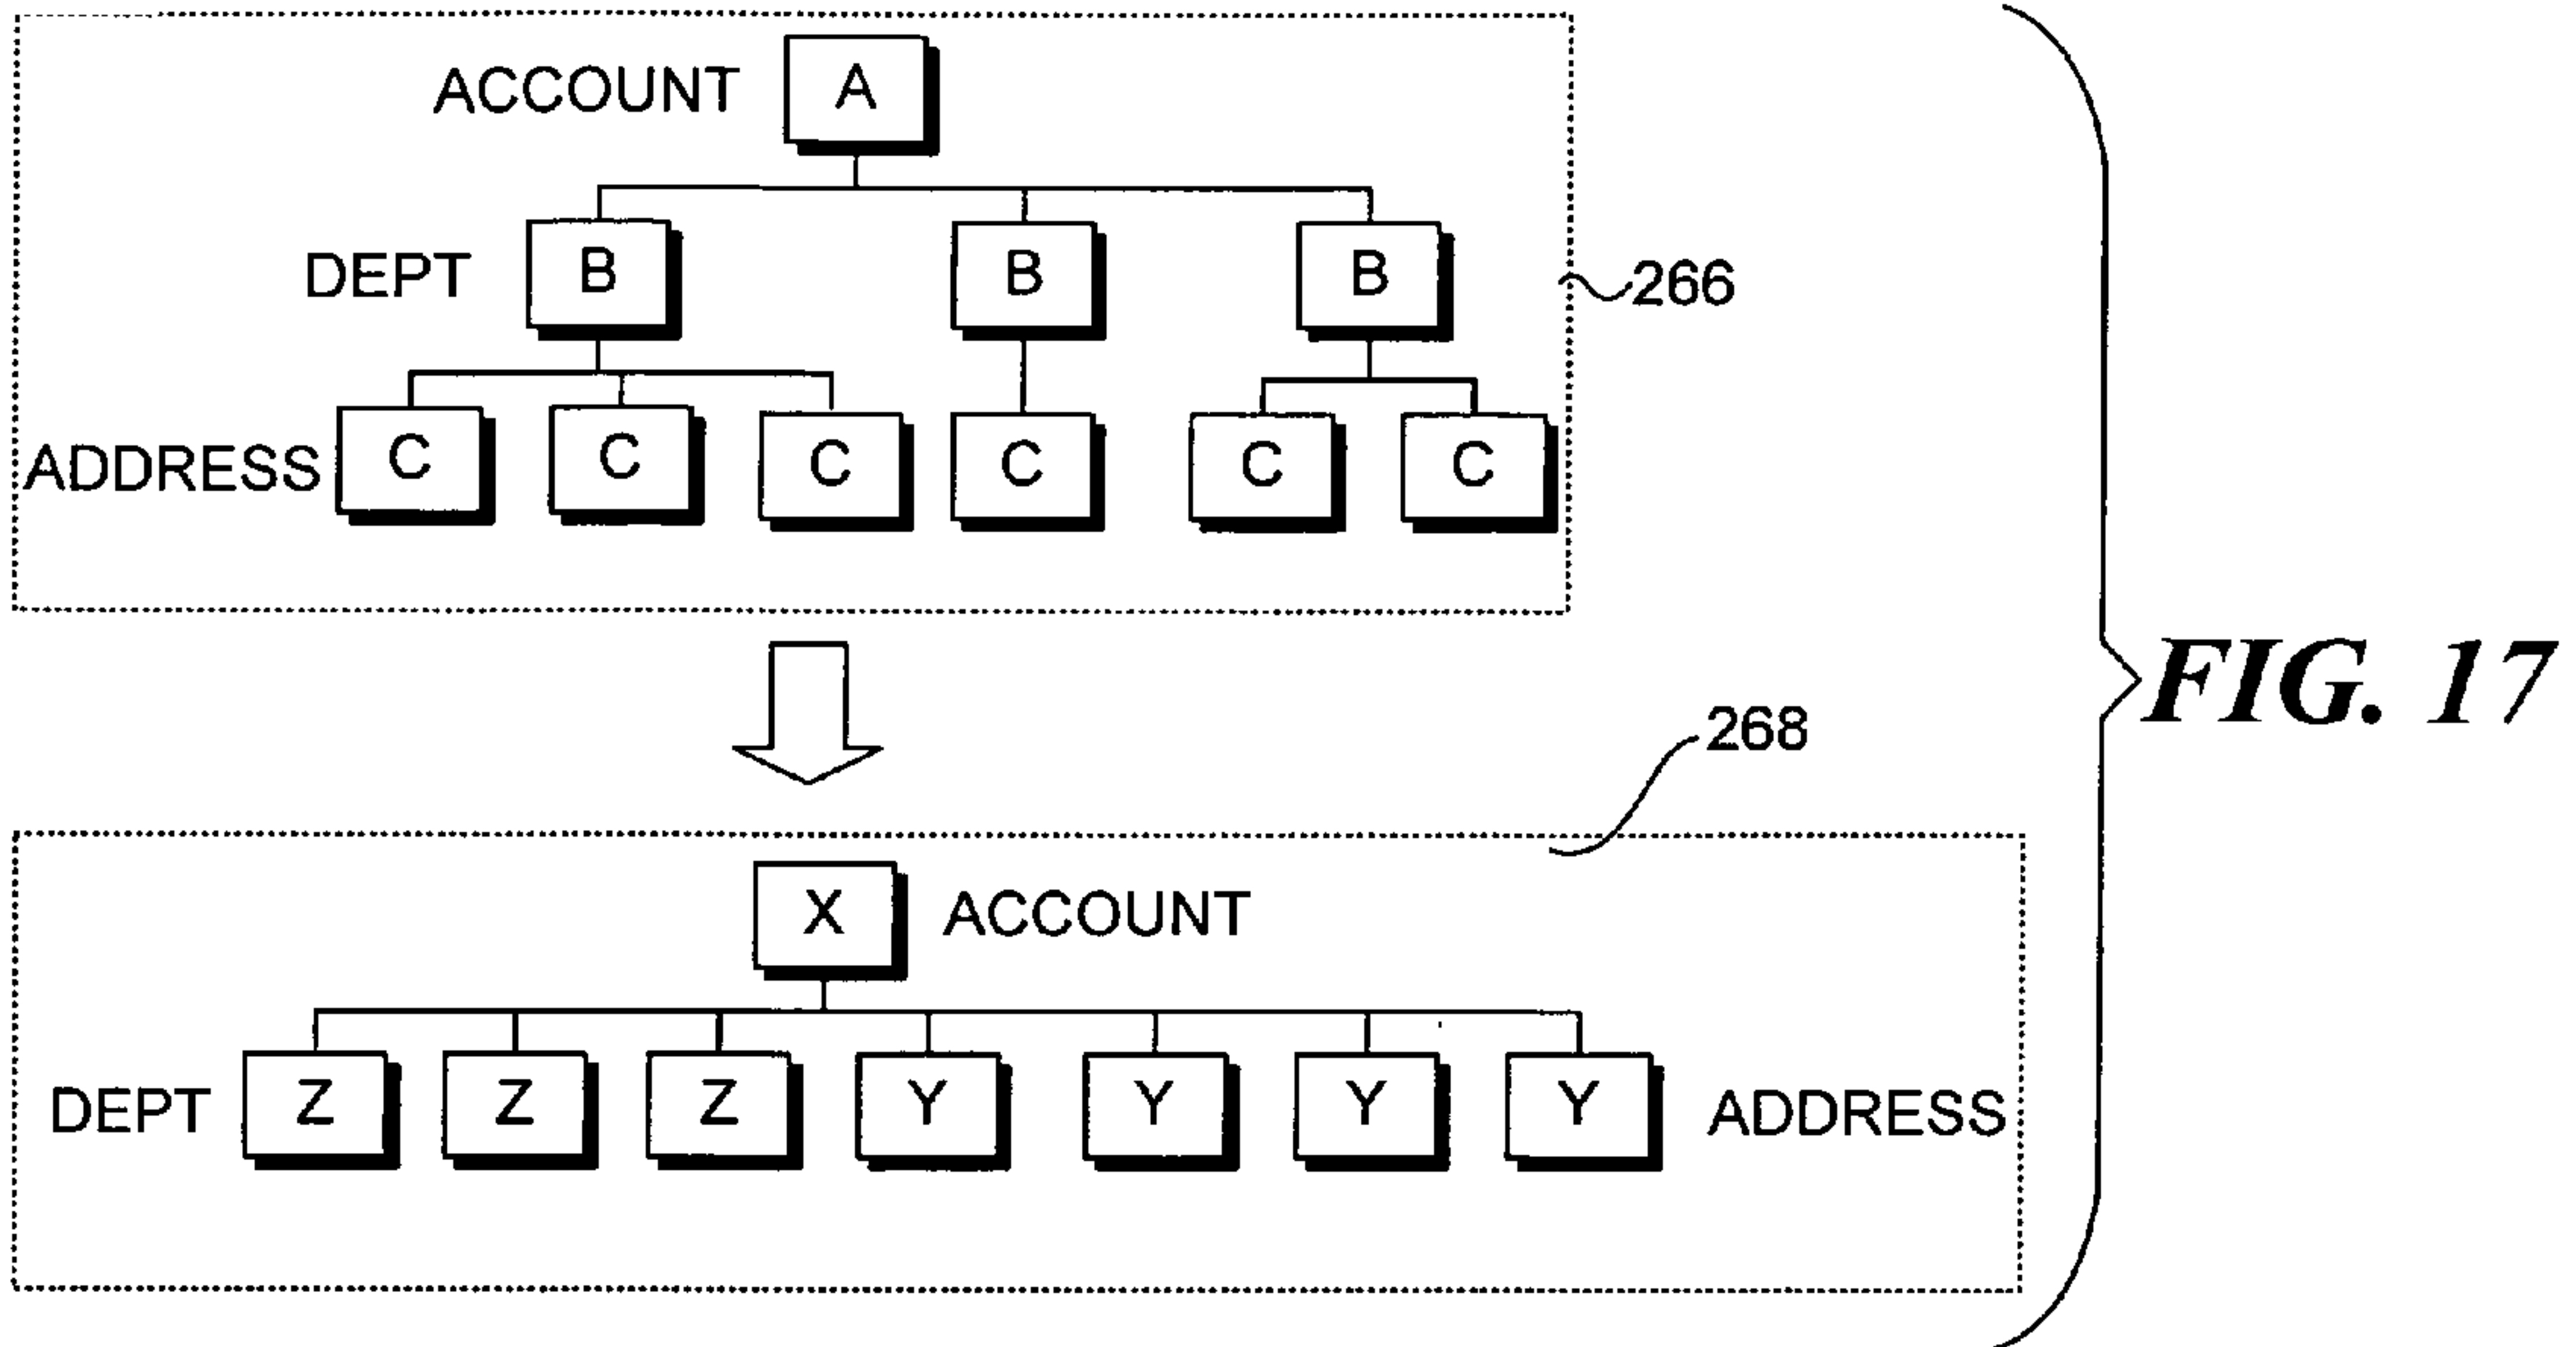 ACCOUNT A
DEPT B B B
266
ADDRESS C C C C C C
FIG. 17
268
X ACCOUNT
DEPT Z Z Z Y Y Y Y ADDRESS